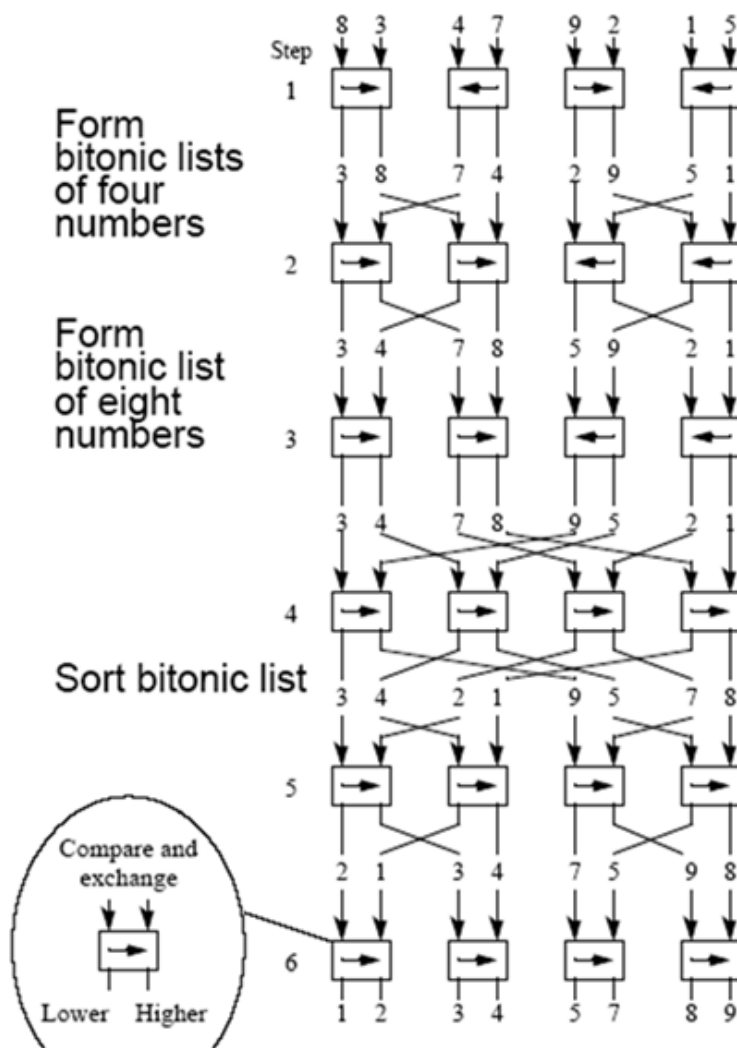 8 3 4 7 9 2 1 5
Step
1
Form
bitonic lists
of four
numbers
3 8 7 4 2 9 5 1
2
Form
bitonic list
of eight
numbers
3 4 7 8 5 9 2 1
3
3 4 7 8 9 5 2 1
4
Sort bitonic list
3 4 2 1 9 5 7 8
5
Compare and
exchange
Lower Higher
2 1 3 4 7 5 9 8
6
1 2 3 4 5 7 8 9